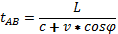 t_AB = L / (c + v * cosφ)